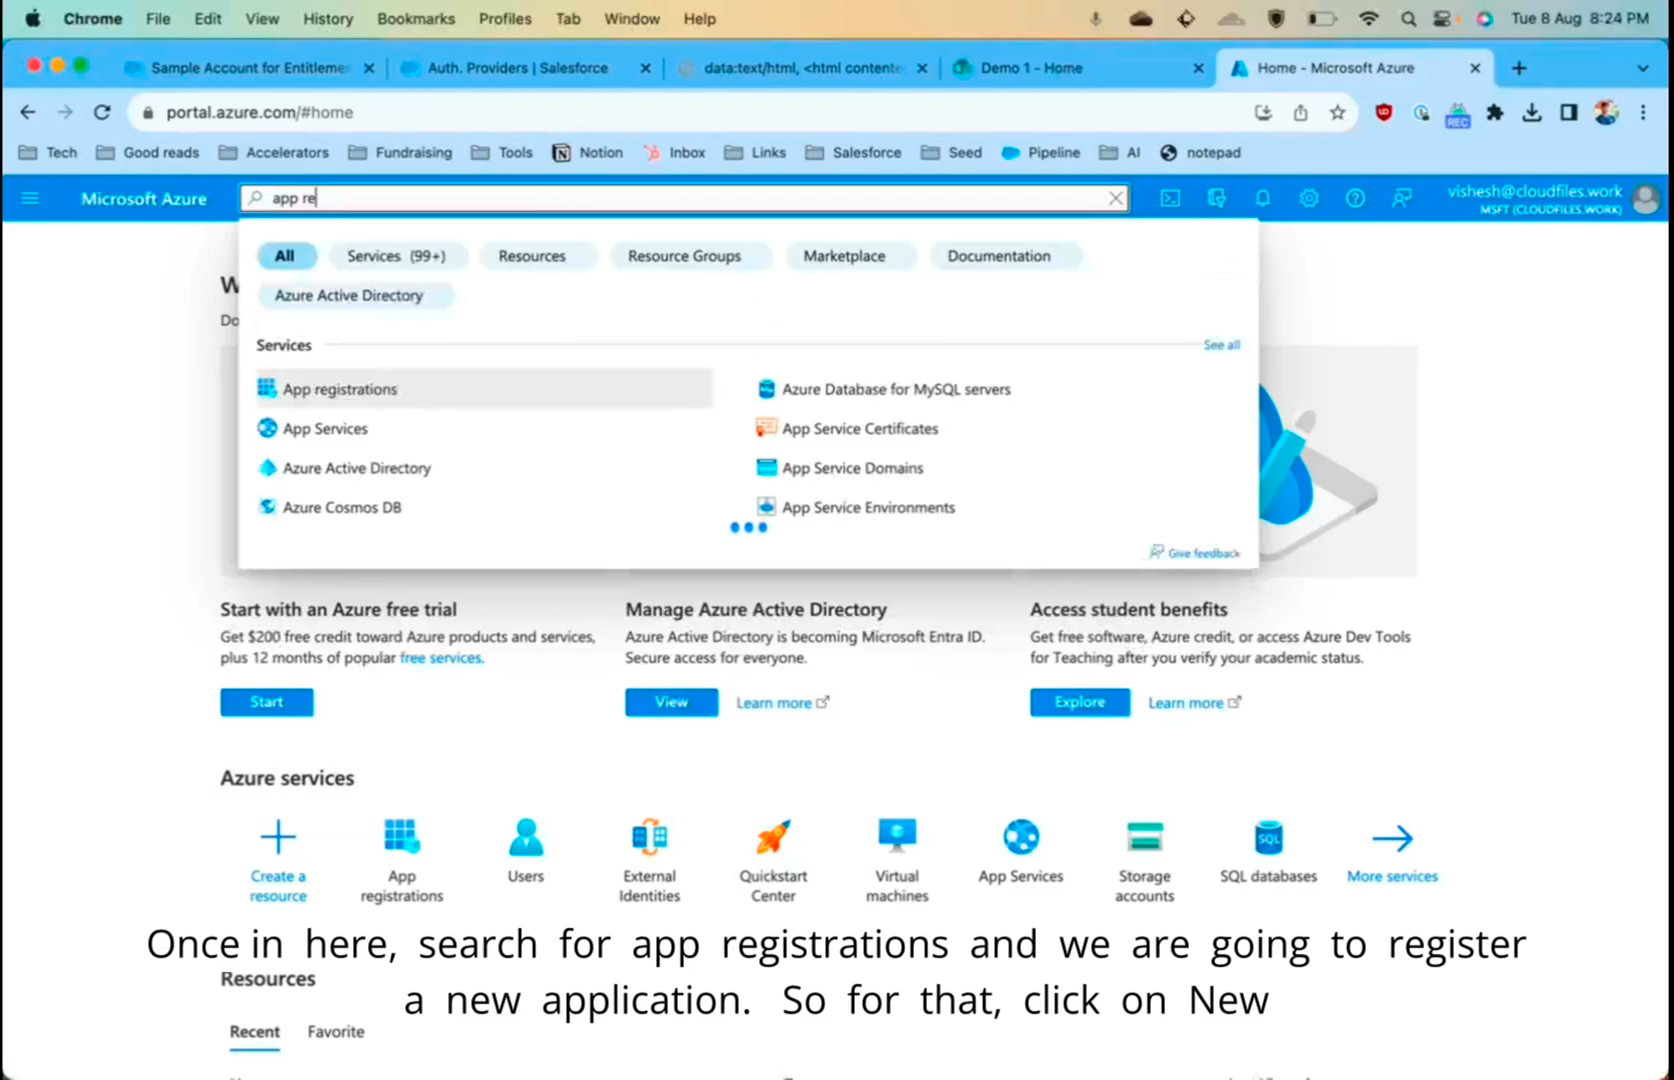 Chrome File Edit View History Bookmarks Profiles Tab Window Help Tue 8 Aug 8:24 PM
Sample Account for Entitlemen Auth. Providers | Salesforce data:text/html, <html contente Demo 1 - Home Home - Microsoft Azure
portal.azure.com/#home REC
Tech Good reads Accelerators Fundraising Tools Notion Inbox Links Salesforce Seed Pipeline AI notepad
Microsoft Azure app re vishesh@cloudfiles.work
MSFT (CLOUDFILES.WORK)
All Services (99+) Resources Resource Groups Marketplace Documentation
W
Azure Active Directory
Do
Services See all
App registrations Azure Database for MySQL servers
App Services App Service Certificates
Azure Active Directory App Service Domains
Azure Cosmos DB App Service Environments
Give feedback
Start with an Azure free trial Manage Azure Active Directory Access student benefits
Get $200 free credit toward Azure products and services, Azure Active Directory is becoming Microsoft Entra ID. Get free software, Azure credit, or access Azure Dev Tools
plus 12 months of popular free services. Secure access for everyone. for Teaching after you verify your academic status.
Start View Learn more Explore Learn more
Azure services
SQL
Create a App Users External Quickstart Virtual App Services Storage SQL databases More services
resource registrations Identities Center machines accounts
Once in here, search for app registrations and we are going to register
Resources
a new application. So for that, click on New
Recent Favorite